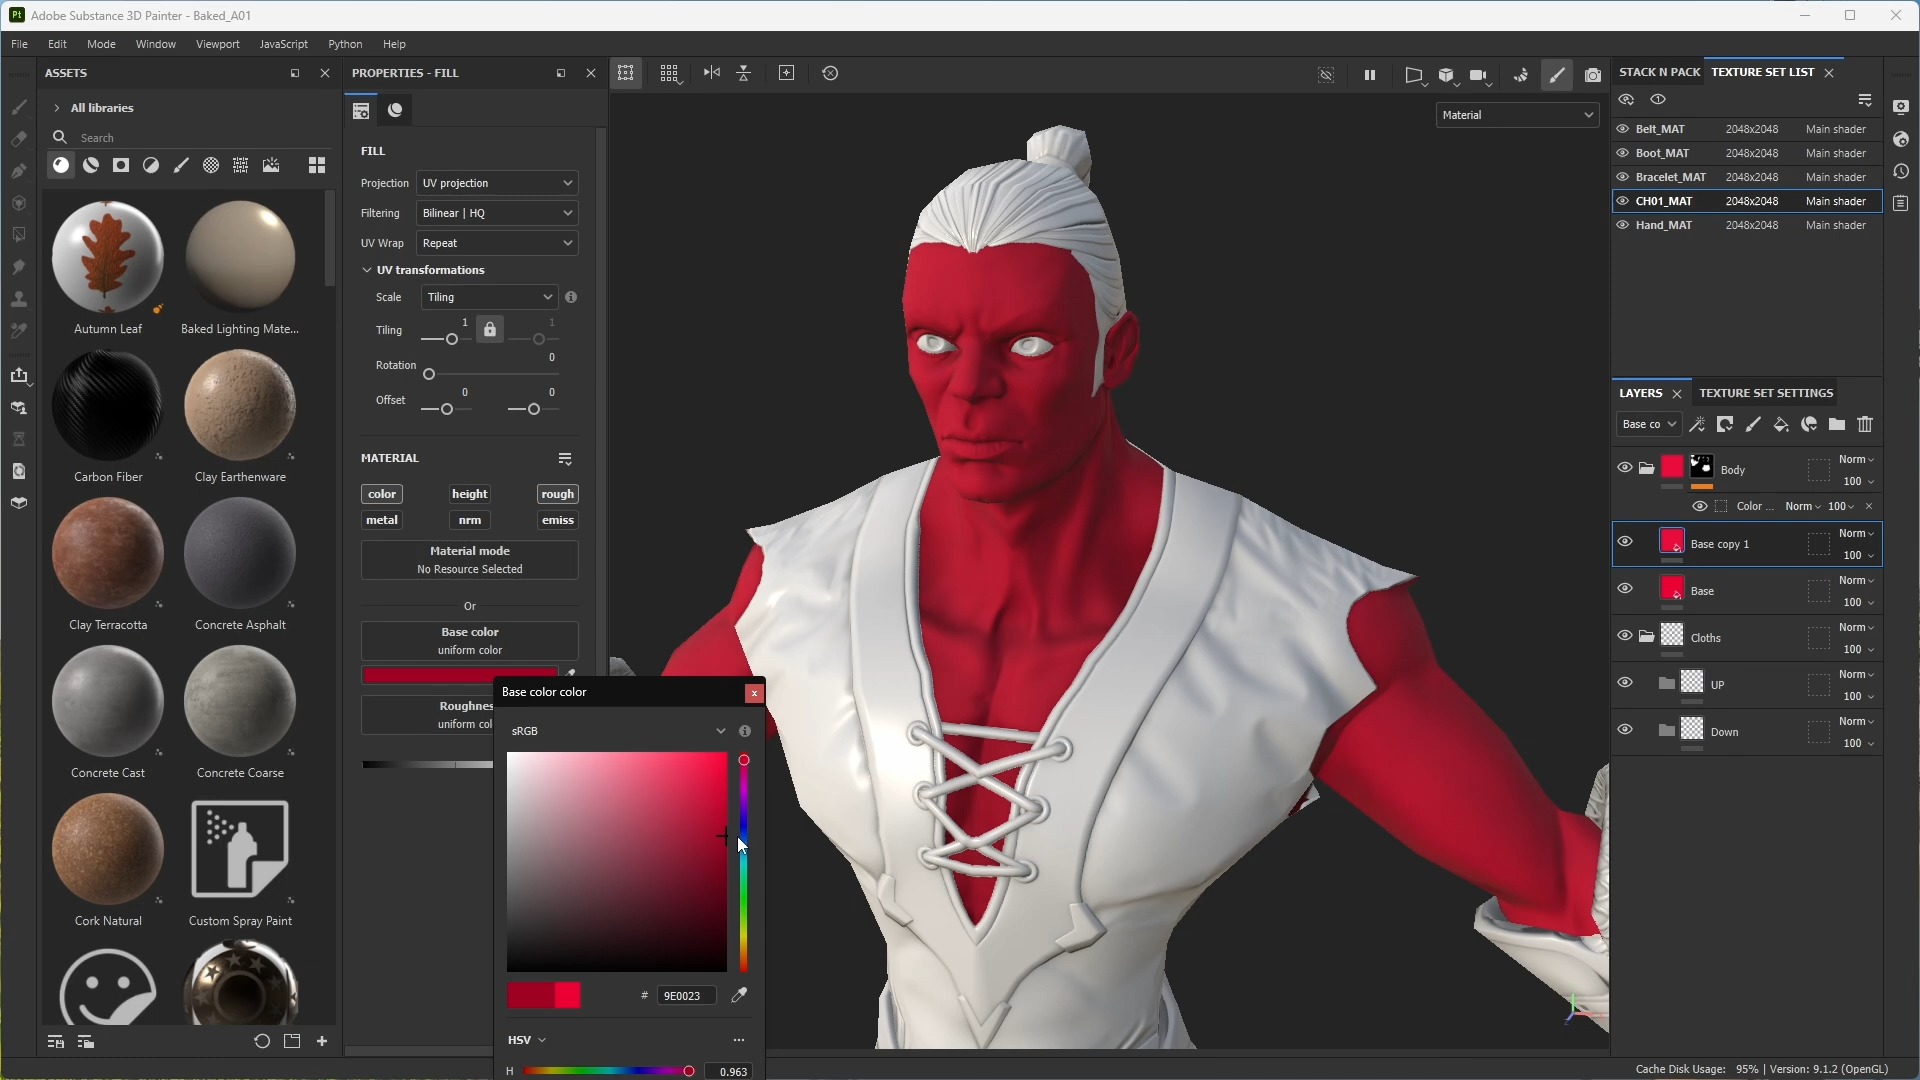 Pt Adobe Substance 3D Painter - Baked_A01
File Edit Mode Window Viewport JavaScript Python Help
ASSETS
All libraries
Search
Autumn Leaf
Baked Lighting Mate...
Carbon Fiber
Clay Earthenware
Clay Terracotta
Concrete Asphalt
Concrete Cast
Concrete Coarse
Cork Natural
Custom Spray Paint
PROPERTIES - FILL
FILL
Projection UV projection
Filtering Bilinear | HQ
UV Wrap Repeat
UV transformations
Scale Tiling
Tiling 1 1
Rotation 0
Offset 0 0
MATERIAL
color height rough
metal nrm emiss
Material mode
No Resource Selected
Or
Base color
uniform color
Roughnes
uniform col
Base color color
x
sRGB
# 9E0023
HSV
H 0.963
Material
STACK N PACK TEXTURE SET LIST
1
Belt_MAT 2048x2048 Main shader
Boot_MAT 2048x2048 Main shader
Bracelet_MAT 2048x2048 Main shader
CH01_MAT 2048x2048 Main shader
Hand_MAT 2048x2048 Main shader
LAYERS TEXTURE SET SETTINGS
Base co
Body Norm
100
Color ... Norm 100
Base copy 1 Norm
100
Base Norm
100
Cloths Norm
100
UP Norm
100
Down Norm
100
Cache Disk Usage: 95% | Version: 9.1.2 (OpenGL)